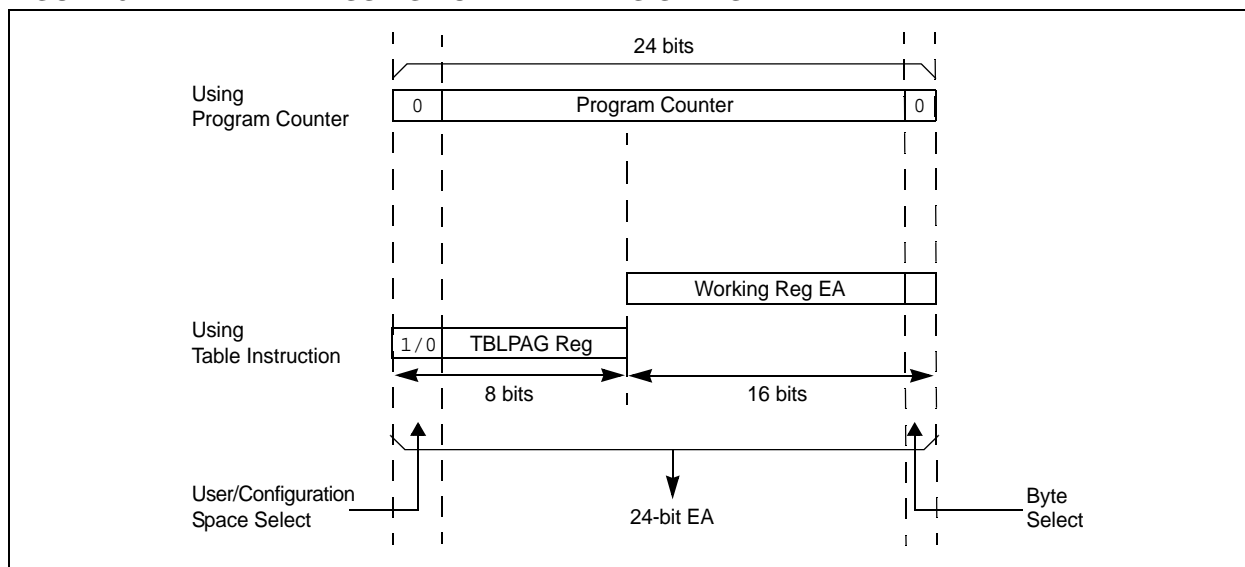 24 bits
Using
Program Counter
0
Program Counter
0
Working Reg EA
Using
Table Instruction
1/0
TBLPAG Reg
8 bits
16 bits
User/Configuration
Space Select
24-bit EA
Byte
Select